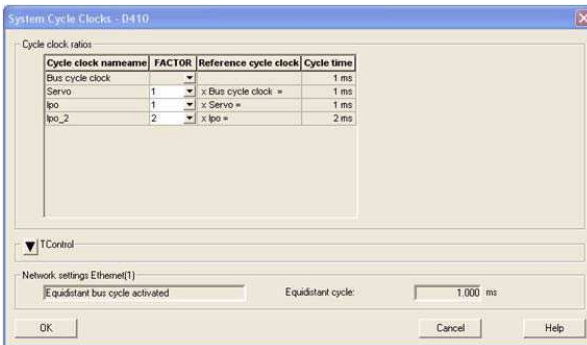 System Cycle Clocks - D410
Cycle clock ratios
Cycle clock nameame FACTOR Reference cycle clock Cycle time
Bus cycle clock 1 ms
Servo 1 x Bus cycle clock = 1 ms
Ipo 1 x Servo = 1 ms
Ipo_2 2 x Ipo = 2 ms
TControl
Network settings Ethernet(1)
Equidistant bus cycle activated Equidistant cycle: 1.000 ms
OK Cancel Help